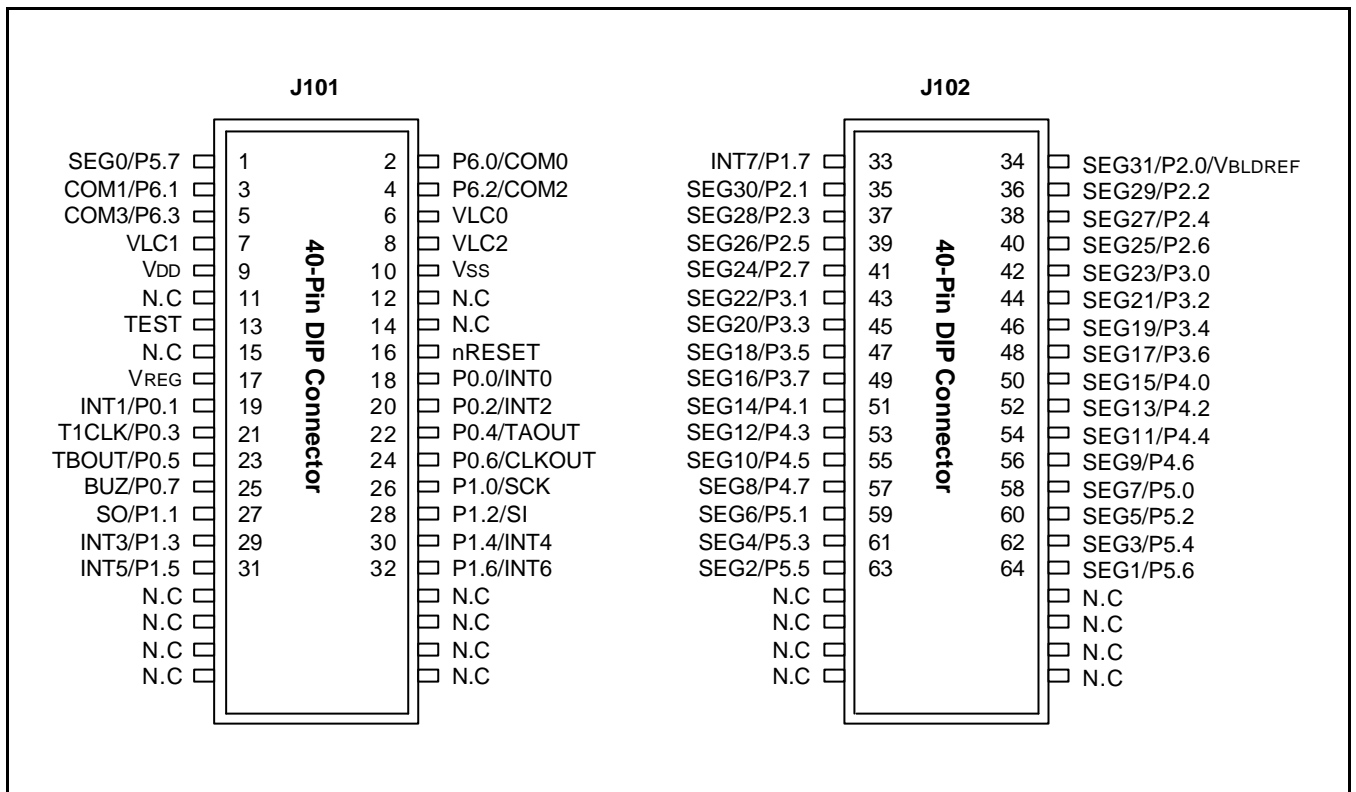 J101
SEG0/P5.7 1 2 P6.0/COM0
COM1/P6.1 3 4 P6.2/COM2
COM3/P6.3 5 6 VLC0
VLC1 7 8 VLC2
VDD 9 10 VSS
N.C 11 12 N.C
TEST 13 14 N.C
N.C 15 16 nRESET
VREG 17 18 P0.0/INT0
INT1/P0.1 19 20 P0.2/INT2
T1CLK/P0.3 21 22 P0.4/TAOUT
TBOUT/P0.5 23 24 P0.6/CLKOUT
BUZ/P0.7 25 26 P1.0/SCK
SO/P1.1 27 28 P1.2/SI
INT3/P1.3 29 30 P1.4/INT4
INT5/P1.5 31 32 P1.6/INT6
N.C N.C
N.C N.C
N.C N.C
N.C N.C
40-Pin DIP Connector
J102
INT7/P1.7 33 34 SEG31/P2.0/VBLDREF
SEG30/P2.1 35 36 SEG29/P2.2
SEG28/P2.3 37 38 SEG27/P2.4
SEG26/P2.5 39 40 SEG25/P2.6
SEG24/P2.7 41 42 SEG23/P3.0
SEG22/P3.1 43 44 SEG21/P3.2
SEG20/P3.3 45 46 SEG19/P3.4
SEG18/P3.5 47 48 SEG17/P3.6
SEG16/P3.7 49 50 SEG15/P4.0
SEG14/P4.1 51 52 SEG13/P4.2
SEG12/P4.3 53 54 SEG11/P4.4
SEG10/P4.5 55 56 SEG9/P4.6
SEG8/P4.7 57 58 SEG7/P5.0
SEG6/P5.1 59 60 SEG5/P5.2
SEG4/P5.3 61 62 SEG3/P5.4
SEG2/P5.5 63 64 SEG1/P5.6
N.C N.C
N.C N.C
N.C N.C
N.C N.C
40-Pin DIP Connector